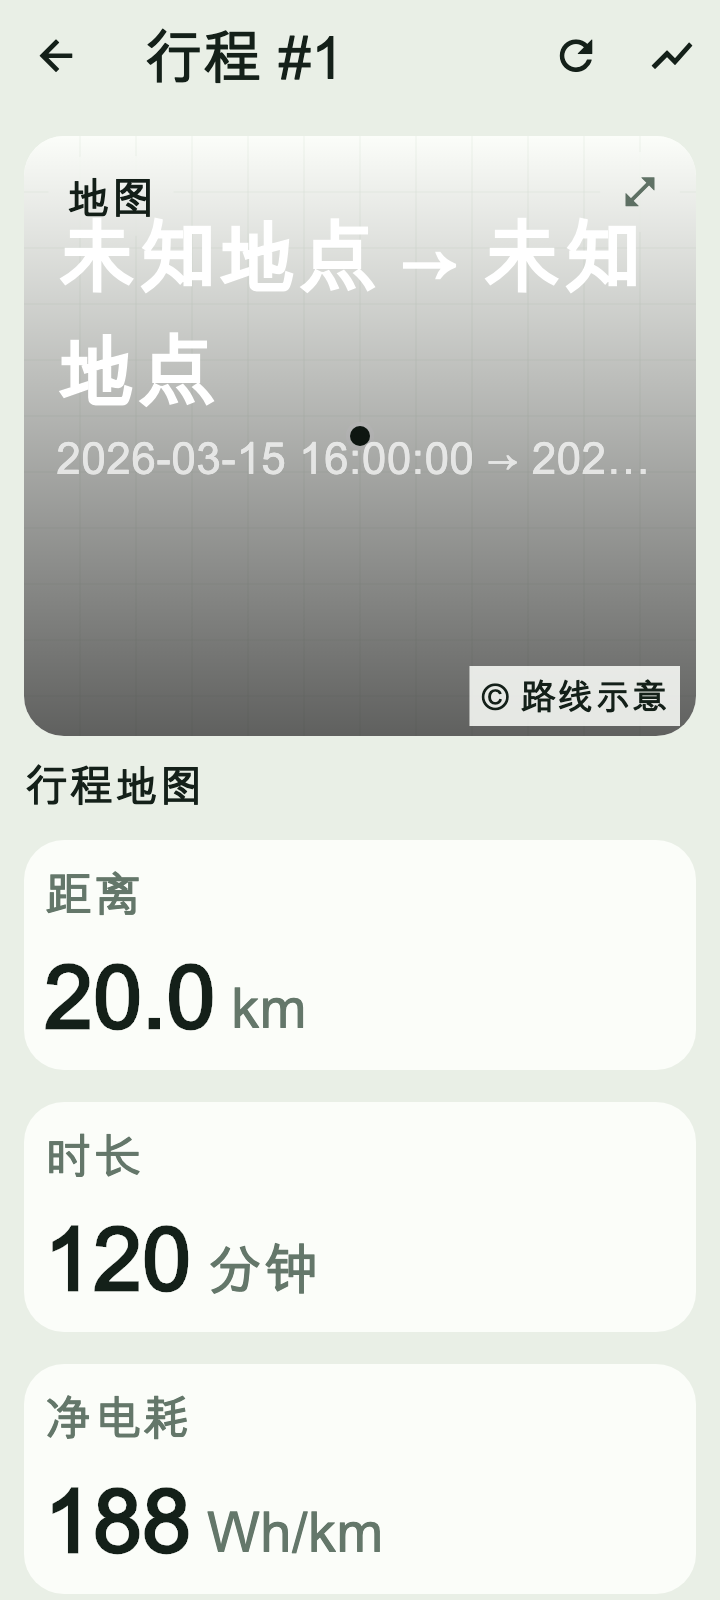 行程 #1
地图
未知地点 → 未知
地点
2026-03-15 16:00:00 → 202…
© 路线示意
行程地图
距离
20.0 km
时长
120 分钟
净电耗
188 Wh/km